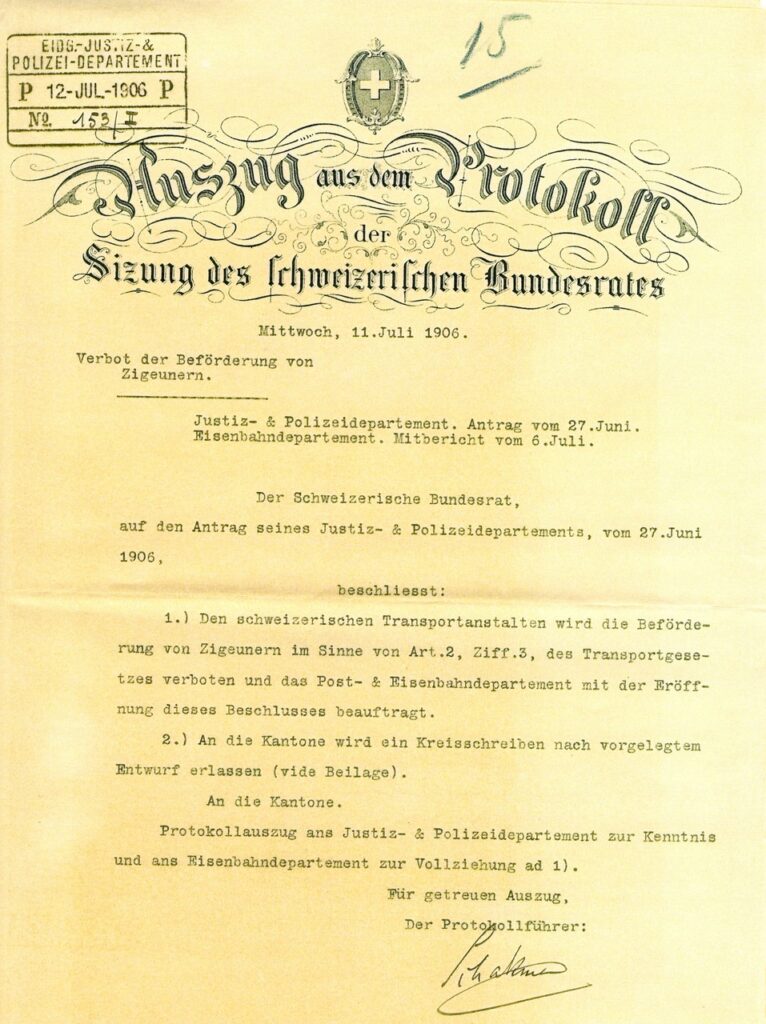 EIDG.-JUSTIZ-&
POLIZEI-DEPARTEMENT
P 12-JUL-1906 P
No. 153/II
15
Auszug aus dem Protokoll
der
Sizung des schweizerischen Bundesrates
Mittwoch, 11.Juli 1906.
Verbot der Beförderung von
Zigeunern.
Justiz- & Polizeidepartement. Antrag vom 27.Juni.
Eisenbahndepartement. Mitbericht vom 6.Juli.
Der Schweizerische Bundesrat,
auf den Antrag seines Justiz- & Polizeidepartements, vom 27.Juni
1906,
beschliesst:
1.) Den schweizerischen Transportanstalten wird die Beförde-
rung von Zigeunern im Sinne von Art.2, Ziff.3, des Transportgese-
tzes verboten und das Post- & Eisenbahndepartement mit der Eröff-
nung dieses Beschlusses beauftragt.
2.) An die Kantone wird ein Kreisschreiben nach vorgelegtem
Entwurf erlassen (vide Beilage).
An die Kantone.
Protokollauszug ans Justiz- & Polizeidepartement zur Kenntnis
und ans Eisenbahndepartement zur Vollziehung ad 1).
Für getreuen Auszug,
Der Protokollführer: